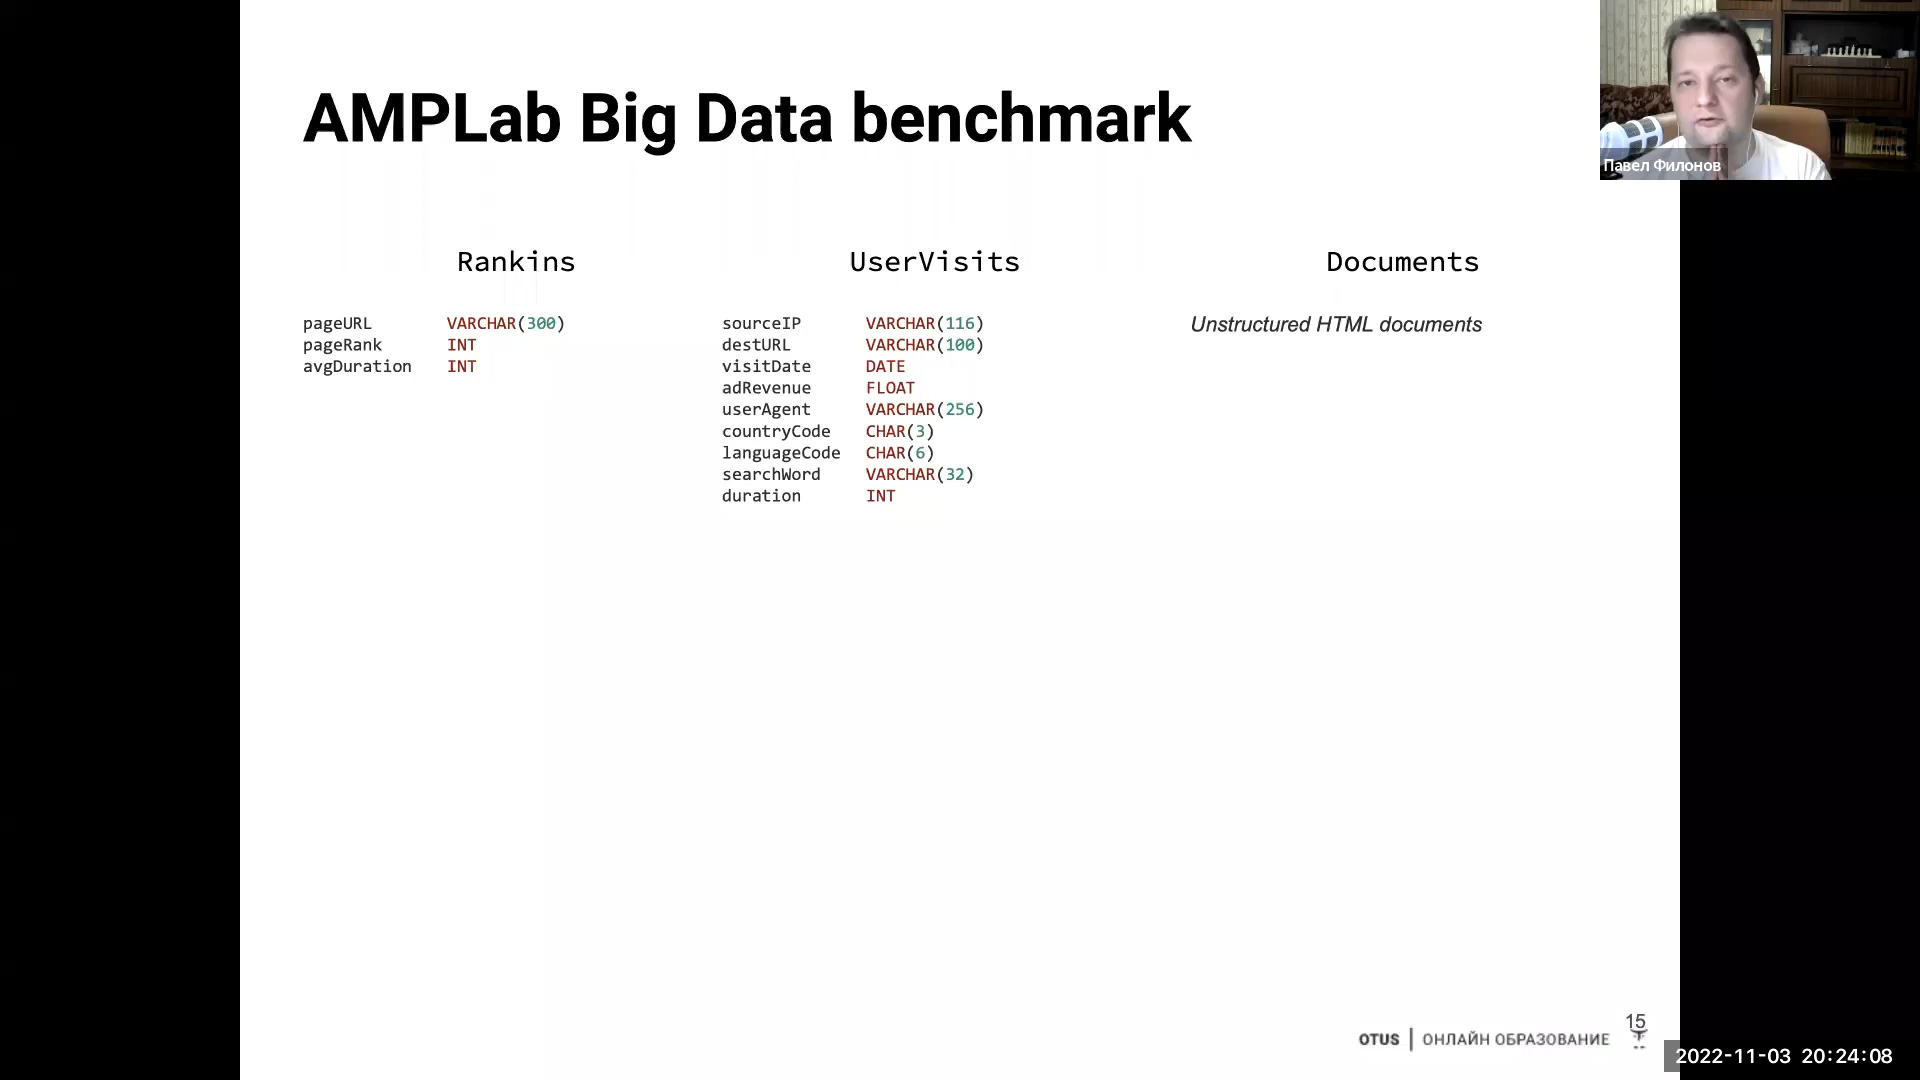 AMPLab Big Data benchmark
Павел Филонов
Rankins
pageURL VARCHAR(300)
pageRank INT
avgDuration INT
UserVisits
sourceIP VARCHAR(116)
destURL VARCHAR(100)
visitDate DATE
adRevenue FLOAT
userAgent VARCHAR(256)
countryCode CHAR(3)
languageCode CHAR(6)
searchWord VARCHAR(32)
duration INT
Documents
Unstructured HTML documents
OTUS | ОНЛАЙН ОБРАЗОВАНИЕ
15
2022-11-03 20:24:08